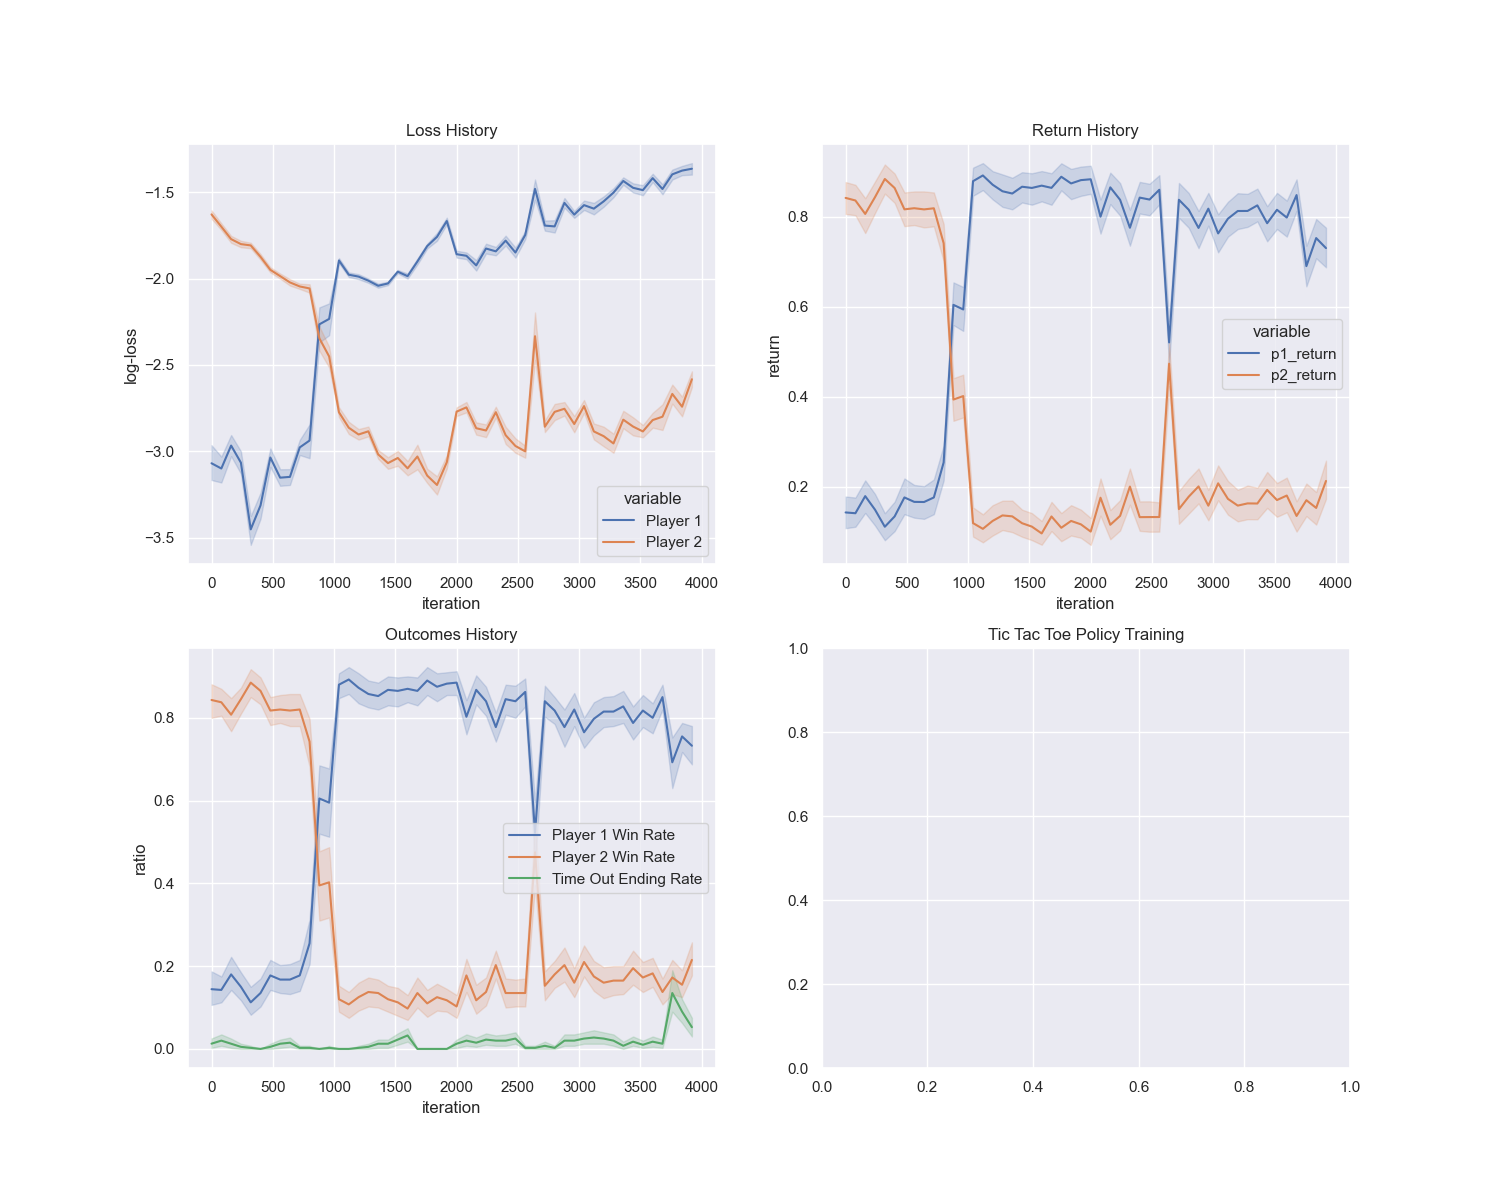 Loss History
−1.5
−2.0
−2.5
−3.0
−3.5
log-loss
variable
Player 1
Player 2
0 500 1000 1500 2000 2500 3000 3500 4000
iteration
Return History
0.8
0.6
0.4
0.2
return
variable
p1_return
p2_return
0 500 1000 1500 2000 2500 3000 3500 4000
iteration
Outcomes History
0.8
0.6
0.4
0.2
0.0
ratio
Player 1 Win Rate
Player 2 Win Rate
Time Out Ending Rate
0 500 1000 1500 2000 2500 3000 3500 4000
iteration
Tic Tac Toe Policy Training
1.0
0.8
0.6
0.4
0.2
0.0
0.0 0.2 0.4 0.6 0.8 1.0